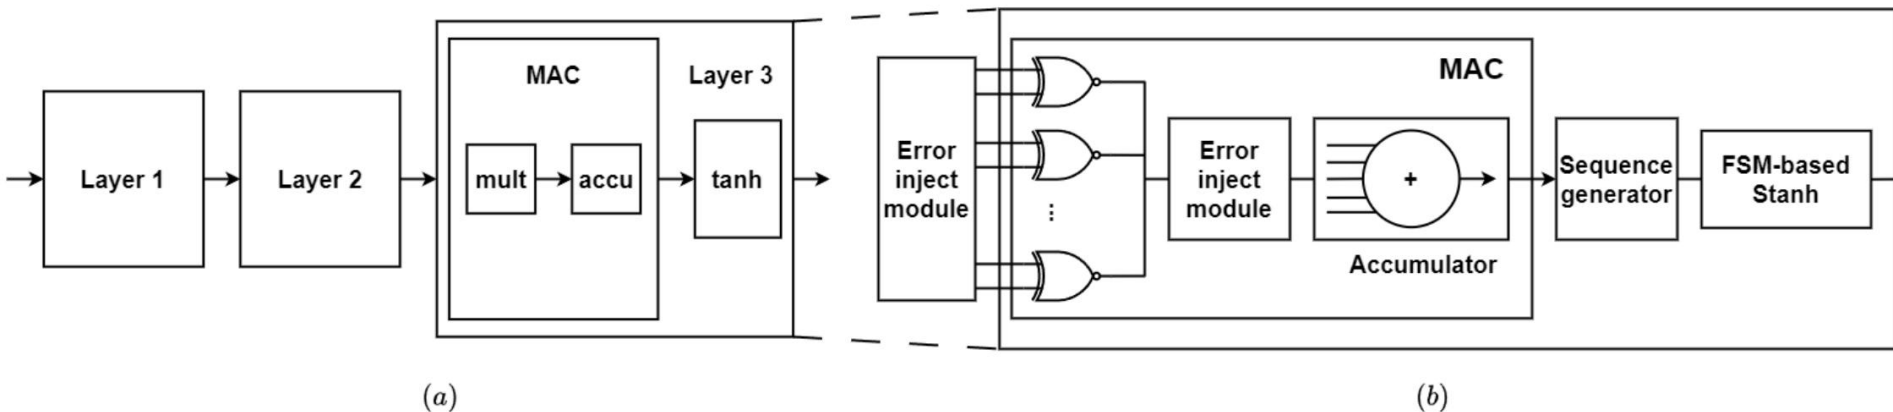 Layer 1
Layer 2
MAC
Layer 3
mult
accu
tanh
(a)
Error
inject
module
MAC
Error
inject
module
+
Accumulator
Sequence
generator
FSM-based
Stanh
(b)